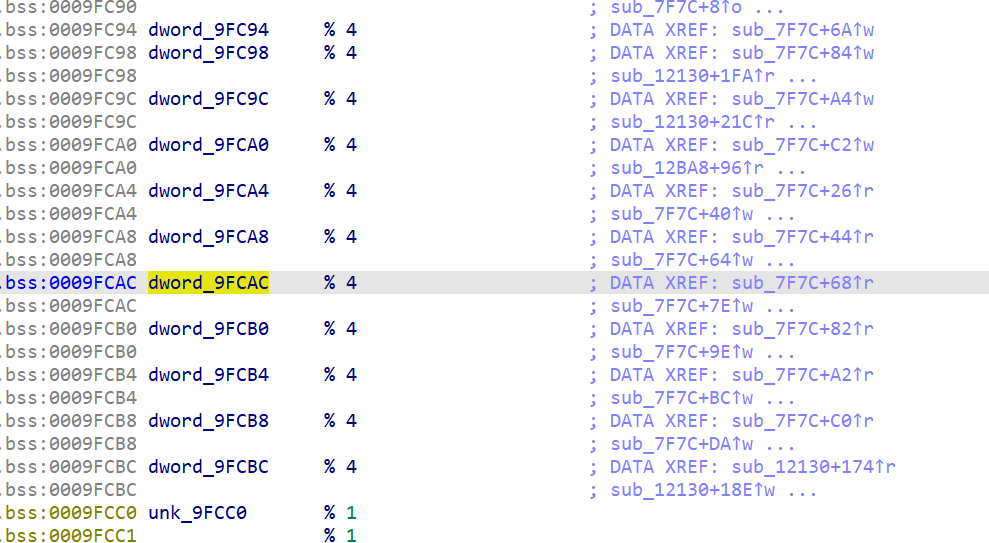 .bss:0009FC90 ; sub_7F7C+8↑o ...
.bss:0009FC94 dword_9FC94 % 4 ; DATA XREF: sub_7F7C+6A↑w
.bss:0009FC98 dword_9FC98 % 4 ; DATA XREF: sub_7F7C+84↑w
.bss:0009FC98 ; sub_12130+1FA↑r ...
.bss:0009FC9C dword_9FC9C % 4 ; DATA XREF: sub_7F7C+A4↑w
.bss:0009FC9C ; sub_12130+21C↑r ...
.bss:0009FCA0 dword_9FCA0 % 4 ; DATA XREF: sub_7F7C+C2↑w
.bss:0009FCA0 ; sub_12BA8+96↑r ...
.bss:0009FCA4 dword_9FCA4 % 4 ; DATA XREF: sub_7F7C+26↑r
.bss:0009FCA4 ; sub_7F7C+40↑w ...
.bss:0009FCA8 dword_9FCA8 % 4 ; DATA XREF: sub_7F7C+44↑r
.bss:0009FCA8 ; sub_7F7C+64↑w ...
.bss:0009FCAC dword_9FCAC % 4 ; DATA XREF: sub_7F7C+68↑r
.bss:0009FCAC ; sub_7F7C+7E↑w ...
.bss:0009FCB0 dword_9FCB0 % 4 ; DATA XREF: sub_7F7C+82↑r
.bss:0009FCB0 ; sub_7F7C+9E↑w ...
.bss:0009FCB4 dword_9FCB4 % 4 ; DATA XREF: sub_7F7C+A2↑r
.bss:0009FCB4 ; sub_7F7C+BC↑w ...
.bss:0009FCB8 dword_9FCB8 % 4 ; DATA XREF: sub_7F7C+C0↑r
.bss:0009FCB8 ; sub_7F7C+DA↑w ...
.bss:0009FCBC dword_9FCBC % 4 ; DATA XREF: sub_12130+174↑r
.bss:0009FCBC ; sub_12130+18E↑w ...
.bss:0009FCC0 unk_9FCC0 % 1
.bss:0009FCC1 % 1